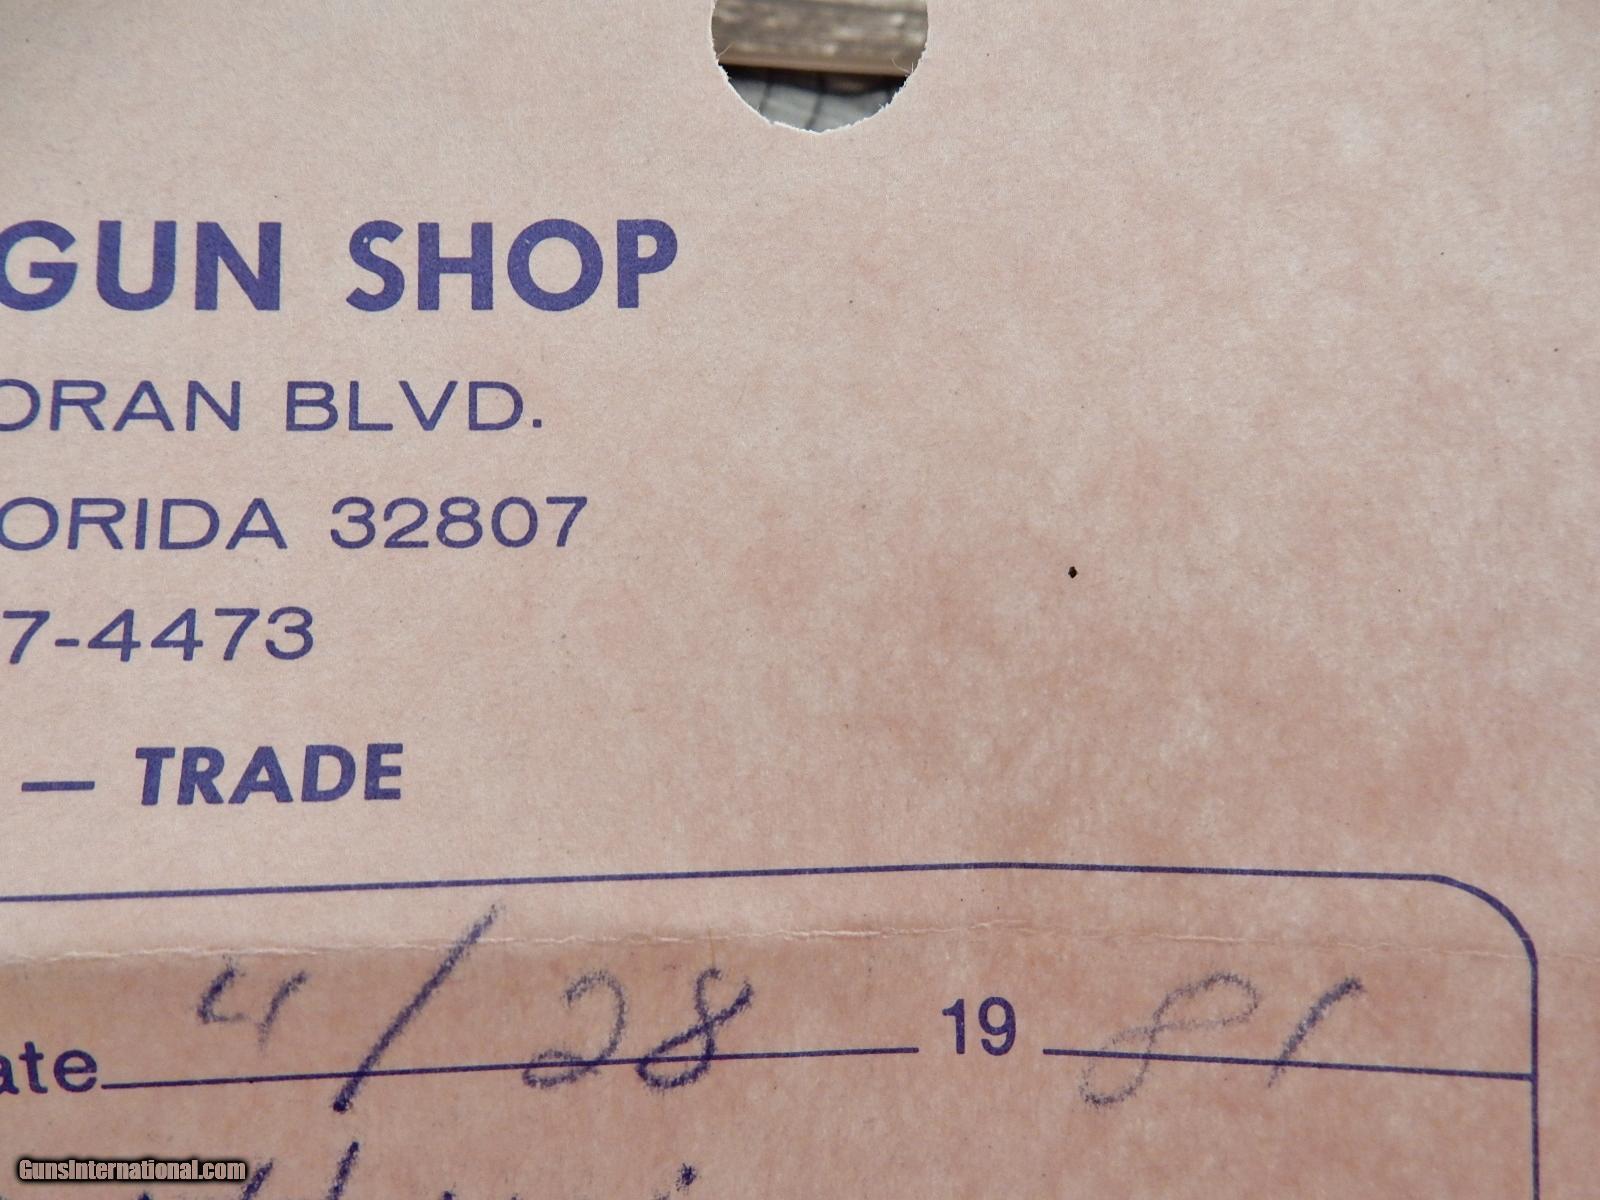 GUN SHOP
ORAN BLVD.
ORIDA 32807
7-4473
— TRADE
ate 4/28 19 81
GunsInternational.com